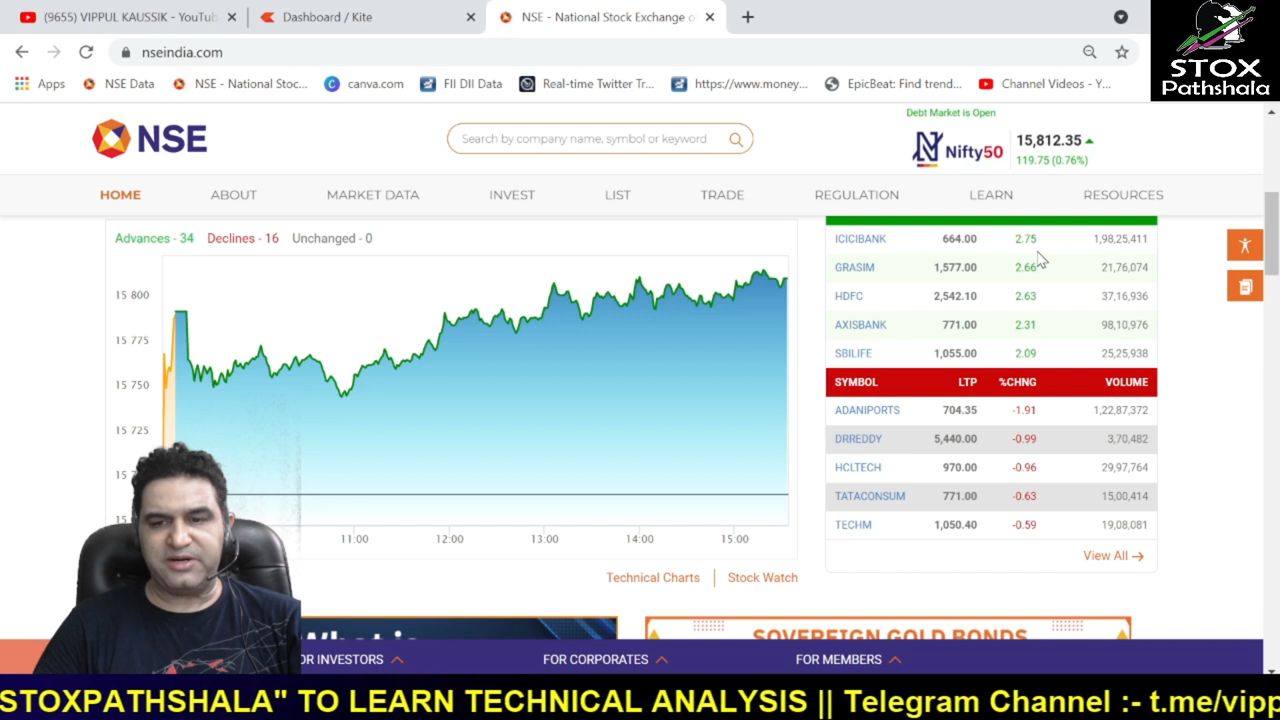 (9655) VIPPUL KAUSSIK - YouTub
Dashboard / Kite
NSE - National Stock Exchange o
nseindia.com
Apps
NSE Data
NSE - National Stoc...
canva.com
FII DII Data
Real-time Twitter Tr...
https://www.money...
EpicBeat: Find trend...
Channel Videos - Y...
STOX
Pathshala
NSE
Search by company name, symbol or keyword
Debt Market is Open
Nifty50
15,812.35
119.75 (0.76%)
HOME
ABOUT
MARKET DATA
INVEST
LIST
TRADE
REGULATION
LEARN
RESOURCES
Advances - 34 Declines - 16 Unchanged - 0
15 800
15 775
15 750
15 725
11:00
12:00
13:00
14:00
15:00
Technical Charts
Stock Watch
ICICIBANK 664.00 2.75 1,98,25,411
GRASIM 1,577.00 2.66 21,76,074
HDFC 2,542.10 2.63 37,16,936
AXISBANK 771.00 2.31 98,10,976
SBILIFE 1,055.00 2.09 25,25,938
SYMBOL LTP %CHNG VOLUME
ADANIPORTS 704.35 -1.91 1,22,87,372
DRREDDY 5,440.00 -0.99 3,70,482
HCLTECH 970.00 -0.96 29,97,764
TATACONSUM 771.00 -0.63 15,00,414
TECHM 1,050.40 -0.59 19,08,081
View All
What is
SOVEREIGN GOLD BONDS
OR INVESTORS
FOR CORPORATES
FOR MEMBERS
STOXPATHSHALA" TO LEARN TECHNICAL ANALYSIS || Telegram Channel :- t.me/vipp